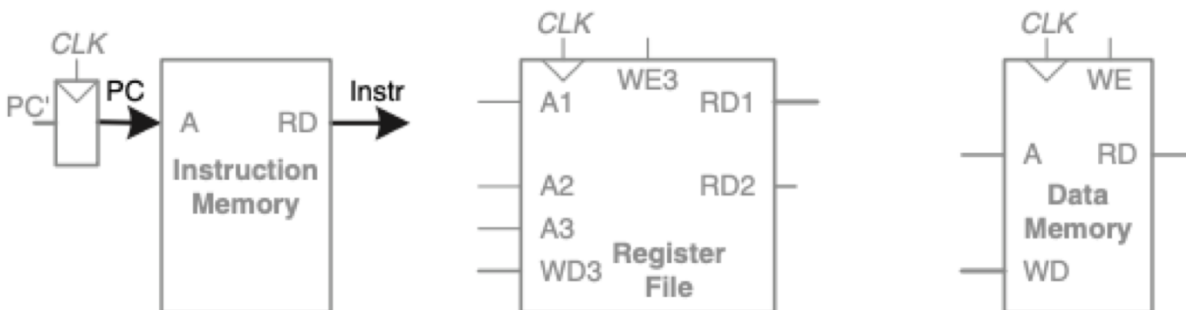 CLK
PC'
PC
A
RD
Instruction
Memory
Instr
CLK
WE3
A1
RD1
A2
RD2
A3
WD3
Register
File
CLK
WE
A
RD
Data
Memory
WD